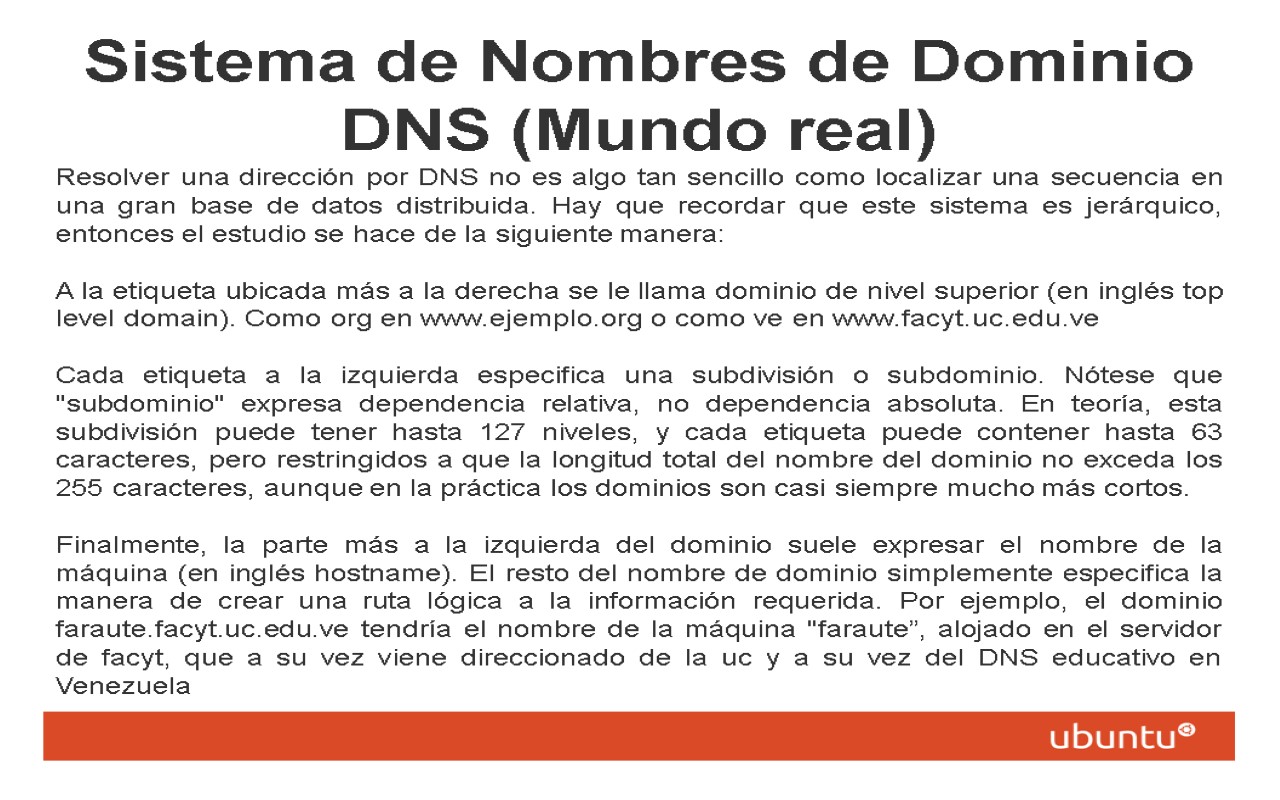 Sistema de Nombres de Dominio
DNS (Mundo real)
Resolver una dirección por DNS no es algo tan sencillo como localizar una secuencia en
una gran base de datos distribuida. Hay que recordar que este sistema es jerárquico,
entonces el estudio se hace de la siguiente manera:
A la etiqueta ubicada más a la derecha se le llama dominio de nivel superior (en inglés top
level domain). Como org en www.ejemplo.org o como ve en www.facyt.uc.edu.ve
Cada etiqueta a la izquierda especifica una subdivisión o subdominio. Nótese que
"subdominio" expresa dependencia relativa, no dependencia absoluta. En teoría, esta
subdivisión puede tener hasta 127 niveles, y cada etiqueta puede contener hasta 63
caracteres, pero restringidos a que la longitud total del nombre del dominio no exceda los
255 caracteres, aunque en la práctica los dominios son casi siempre mucho más cortos.
Finalmente, la parte más a la izquierda del dominio suele expresar el nombre de la
máquina (en inglés hostname). El resto del nombre de dominio simplemente especifica la
manera de crear una ruta lógica a la información requerida. Por ejemplo, el dominio
faraute.facyt.uc.edu.ve tendría el nombre de la máquina "faraute”, alojado en el servidor
de facyt, que a su vez viene direccionado de la uc y a su vez del DNS educativo en
Venezuela
ubuntu